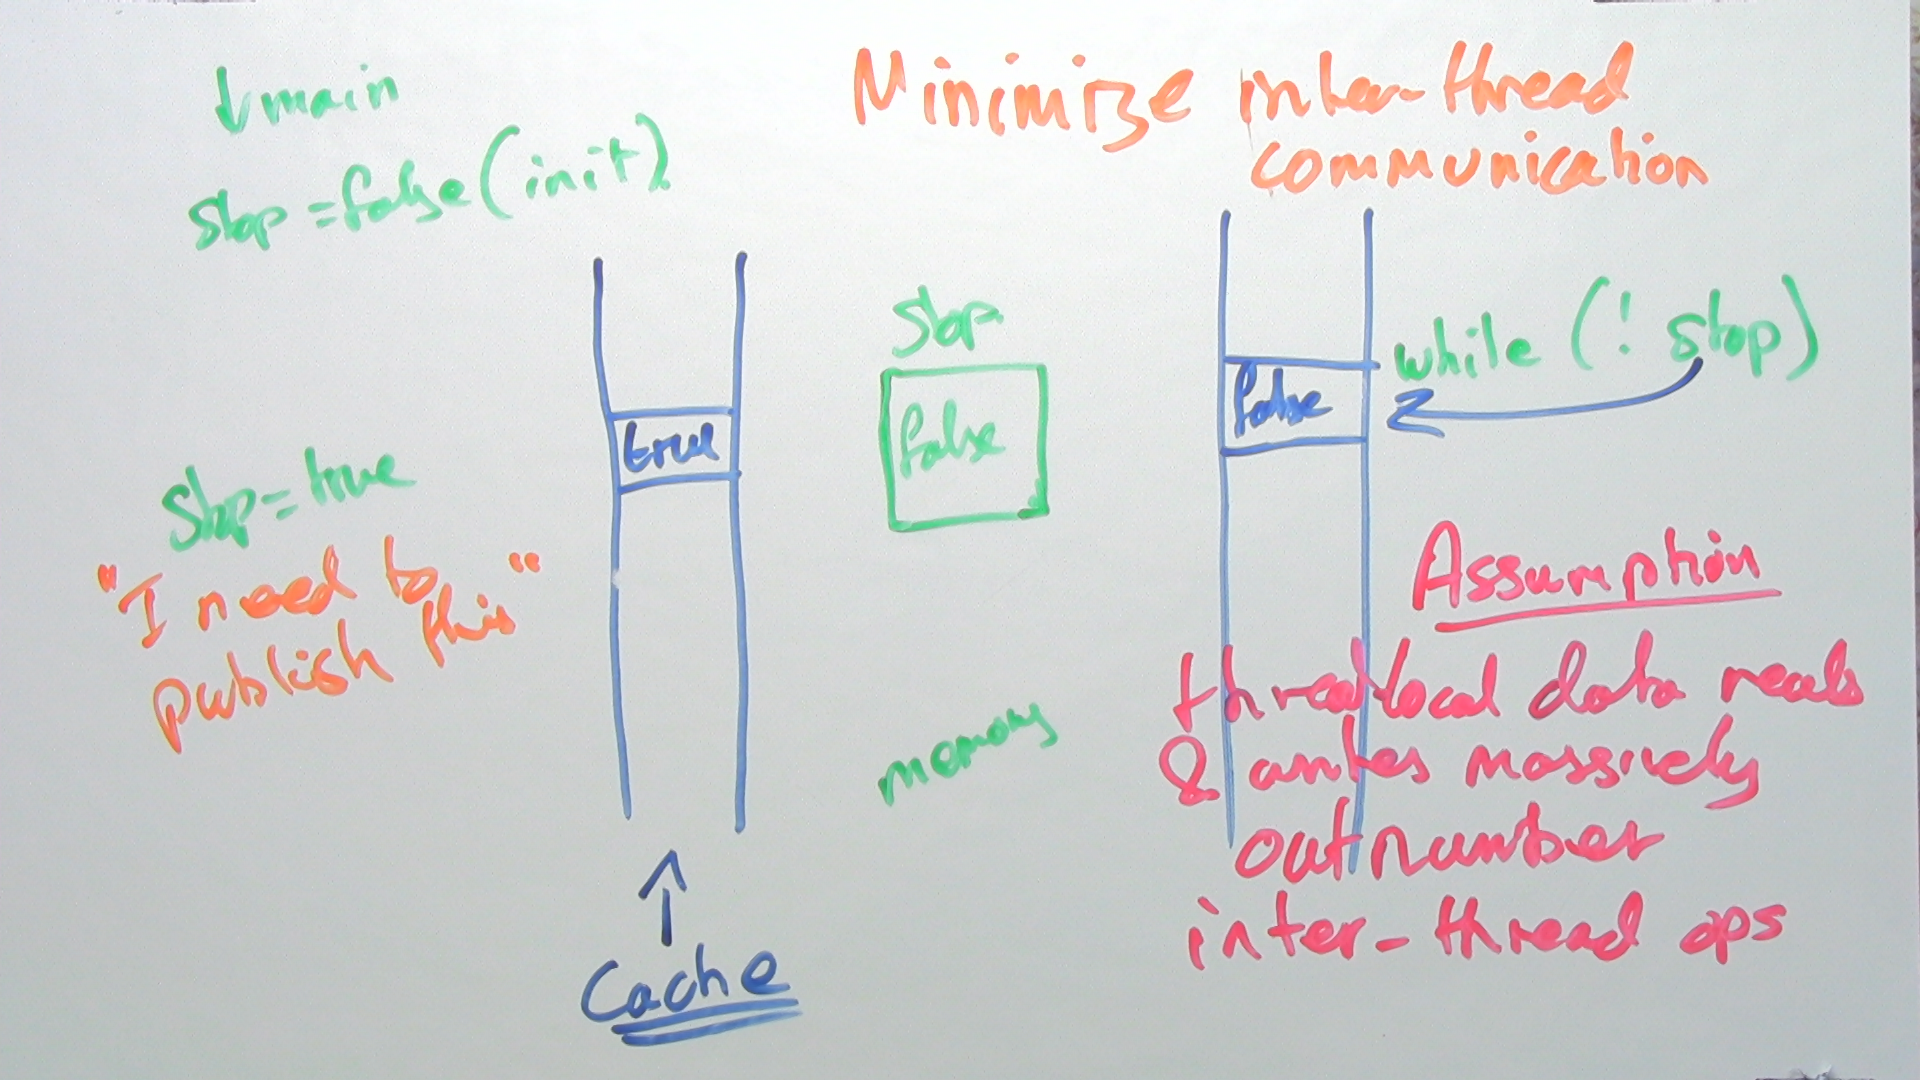 main
stop = false (init)
Minimize inter-thread
communication
stop
false
true
false
while (! stop)
stop = true
"I need to
publish this"
memory
Cache
Assumption
thread local data reads
& writes massively
outnumber
inter-thread ops